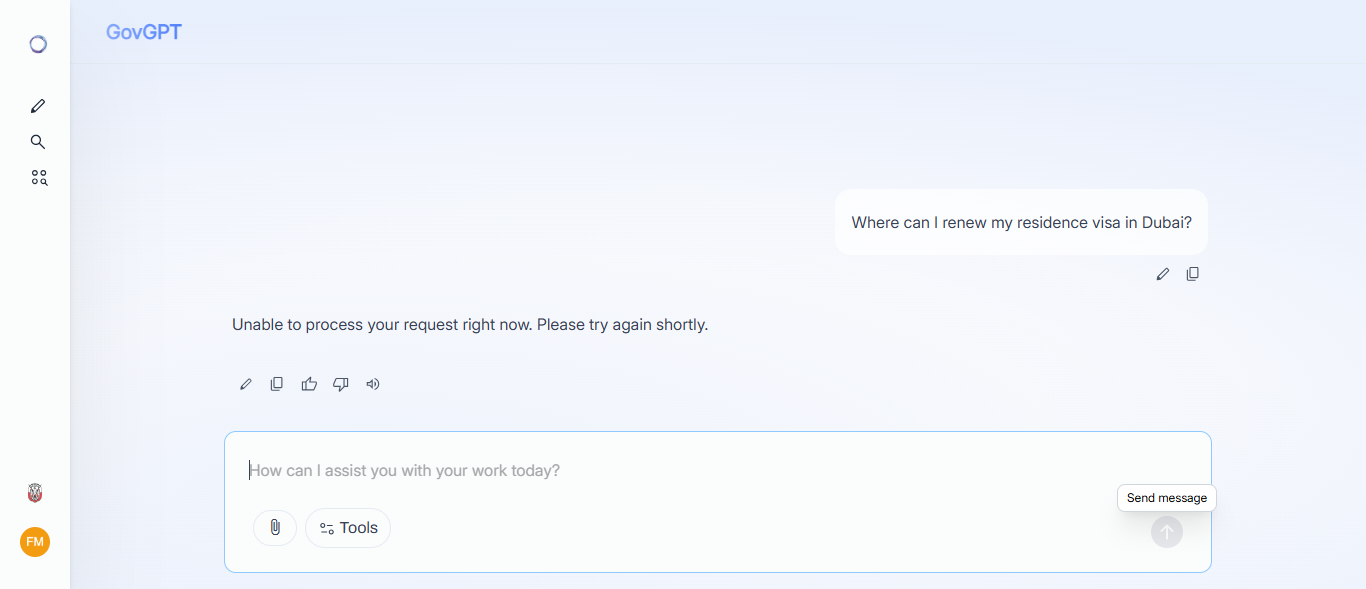 GovGPT
Where can I renew my residence visa in Dubai?
Unable to process your request right now. Please try again shortly.
How can I assist you with your work today?
Send message
Tools
FM